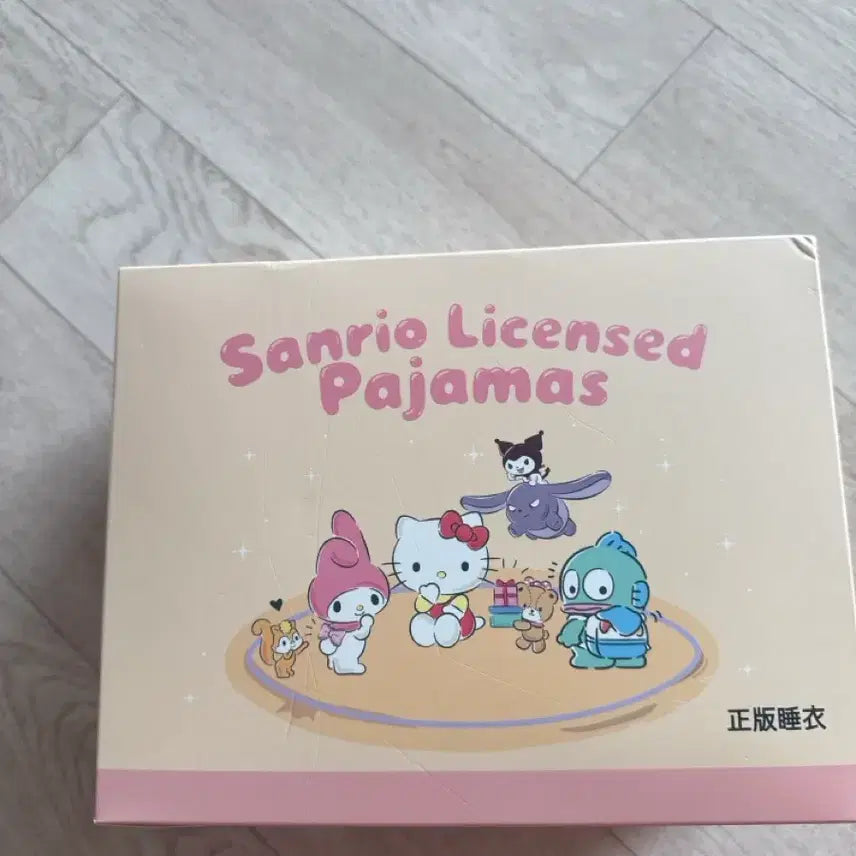 Sanrio Licensed
Pajamas
正版睡衣